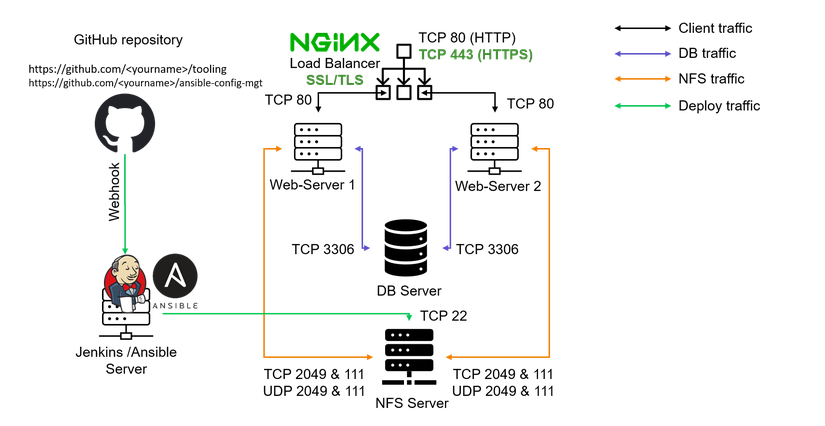 GitHub repository
https://github.com/<yourname>/tooling
https://github.com/<yourname>/ansible-config-mgt
Webhook
ANSIBLE
Jenkins /Ansible
Server
NGINX
Load Balancer
SSL/TLS
TCP 80 (HTTP)
TCP 443 (HTTPS)
TCP 80
TCP 80
Web-Server 1
Web-Server 2
TCP 3306
TCP 3306
DB Server
TCP 22
TCP 2049 & 111
UDP 2049 & 111
TCP 2049 & 111
UDP 2049 & 111
NFS Server
Client traffic
DB traffic
NFS traffic
Deploy traffic